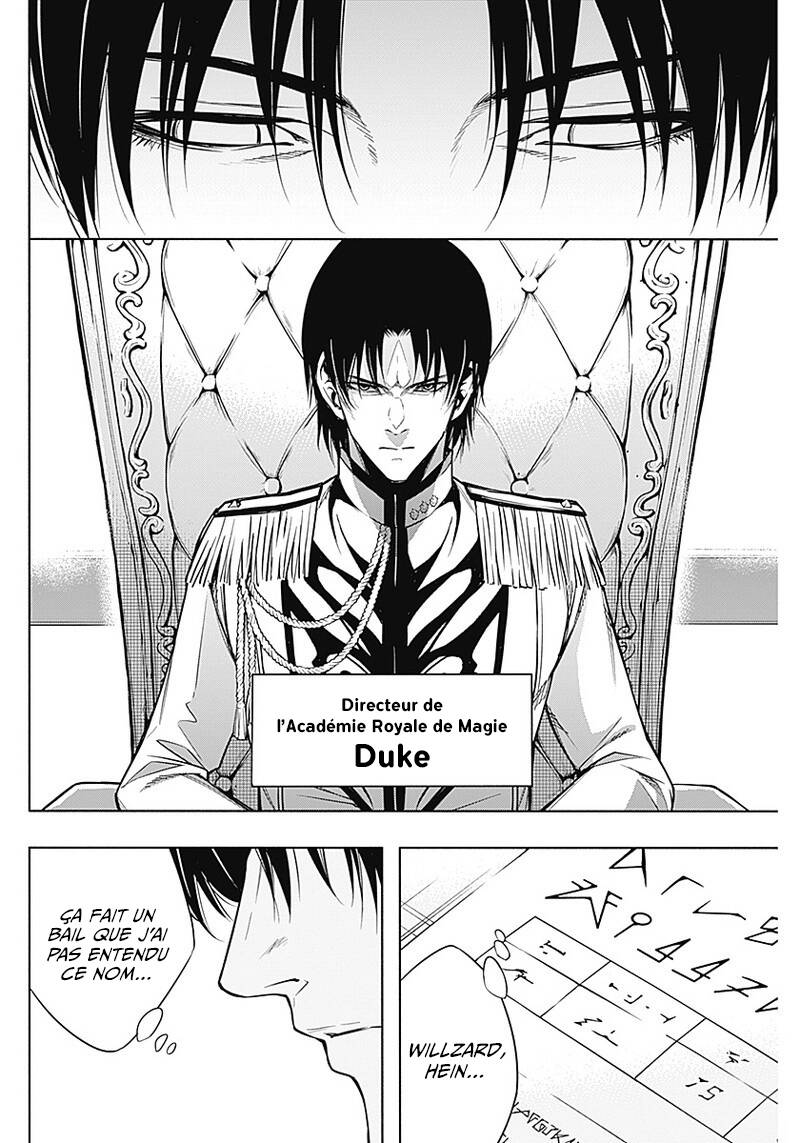 Directeur de
l'Académie Royale de Magie
Duke
WILLZARD,
HEIN...
ÇA FAIT UN
BAIL QUE J'AI
PAS ENTENDU
CE NOM...